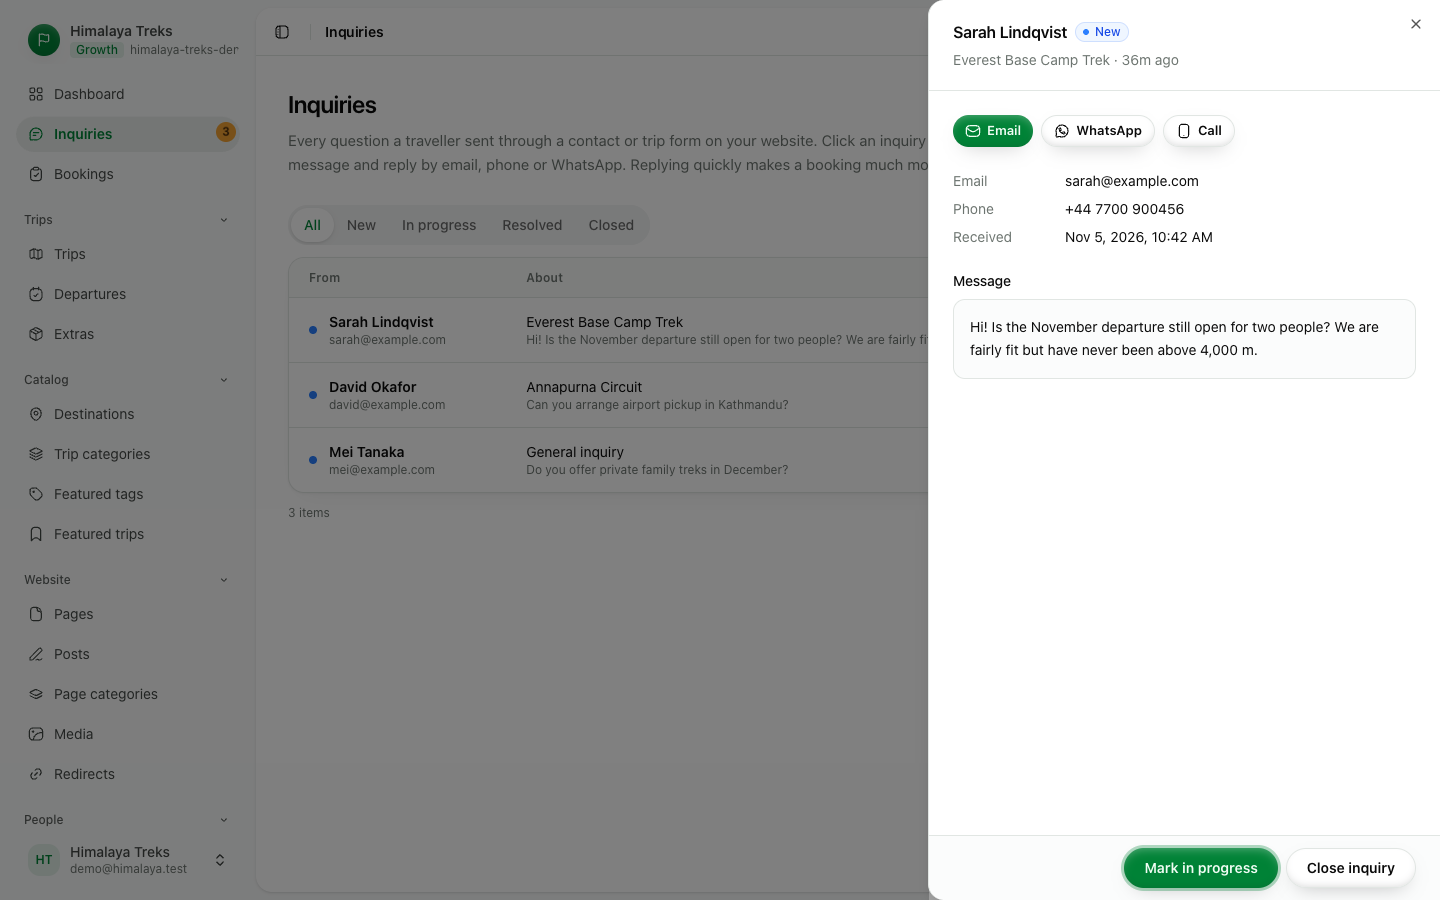 Himalaya Treks
Growth himalaya-treks-der
Dashboard
Inquiries 3
Bookings
Trips
Trips
Departures
Extras
Catalog
Destinations
Trip categories
Featured tags
Featured trips
Website
Pages
Posts
Page categories
Media
Redirects
People
HT Himalaya Treks
demo@himalaya.test
Inquiries
Inquiries
Every question a traveller sent through a contact or trip form on your website. Click an inquiry
message and reply by email, phone or WhatsApp. Replying quickly makes a booking much mo
All New In progress Resolved Closed
From About
Sarah Lindqvist Everest Base Camp Trek
sarah@example.com Hi! Is the November departure still open for two people? We are fairly fi
David Okafor Annapurna Circuit
david@example.com Can you arrange airport pickup in Kathmandu?
Mei Tanaka General inquiry
mei@example.com Do you offer private family treks in December?
3 items
Sarah Lindqvist New
Everest Base Camp Trek · 36m ago
Email WhatsApp Call
Email sarah@example.com
Phone +44 7700 900456
Received Nov 5, 2026, 10:42 AM
Message
Hi! Is the November departure still open for two people? We are
fairly fit but have never been above 4,000 m.
Mark in progress Close inquiry